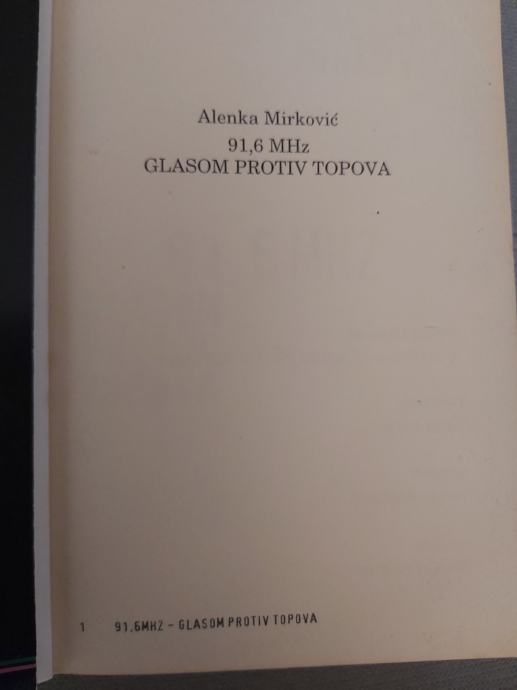 Alenka Mirković
91,6 MHz
GLASOM PROTIV TOPOVA
1 91,6MHZ - GLASOM PROTIV TOPOVA